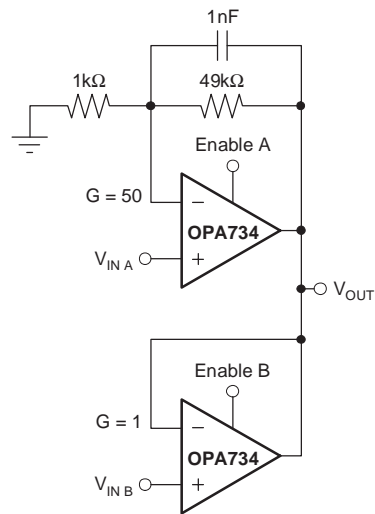 1nF
1kΩ
49kΩ
Enable A
G = 50
−
OPA734
V_IN A
+
V_OUT
Enable B
G = 1
−
OPA734
V_IN B
+